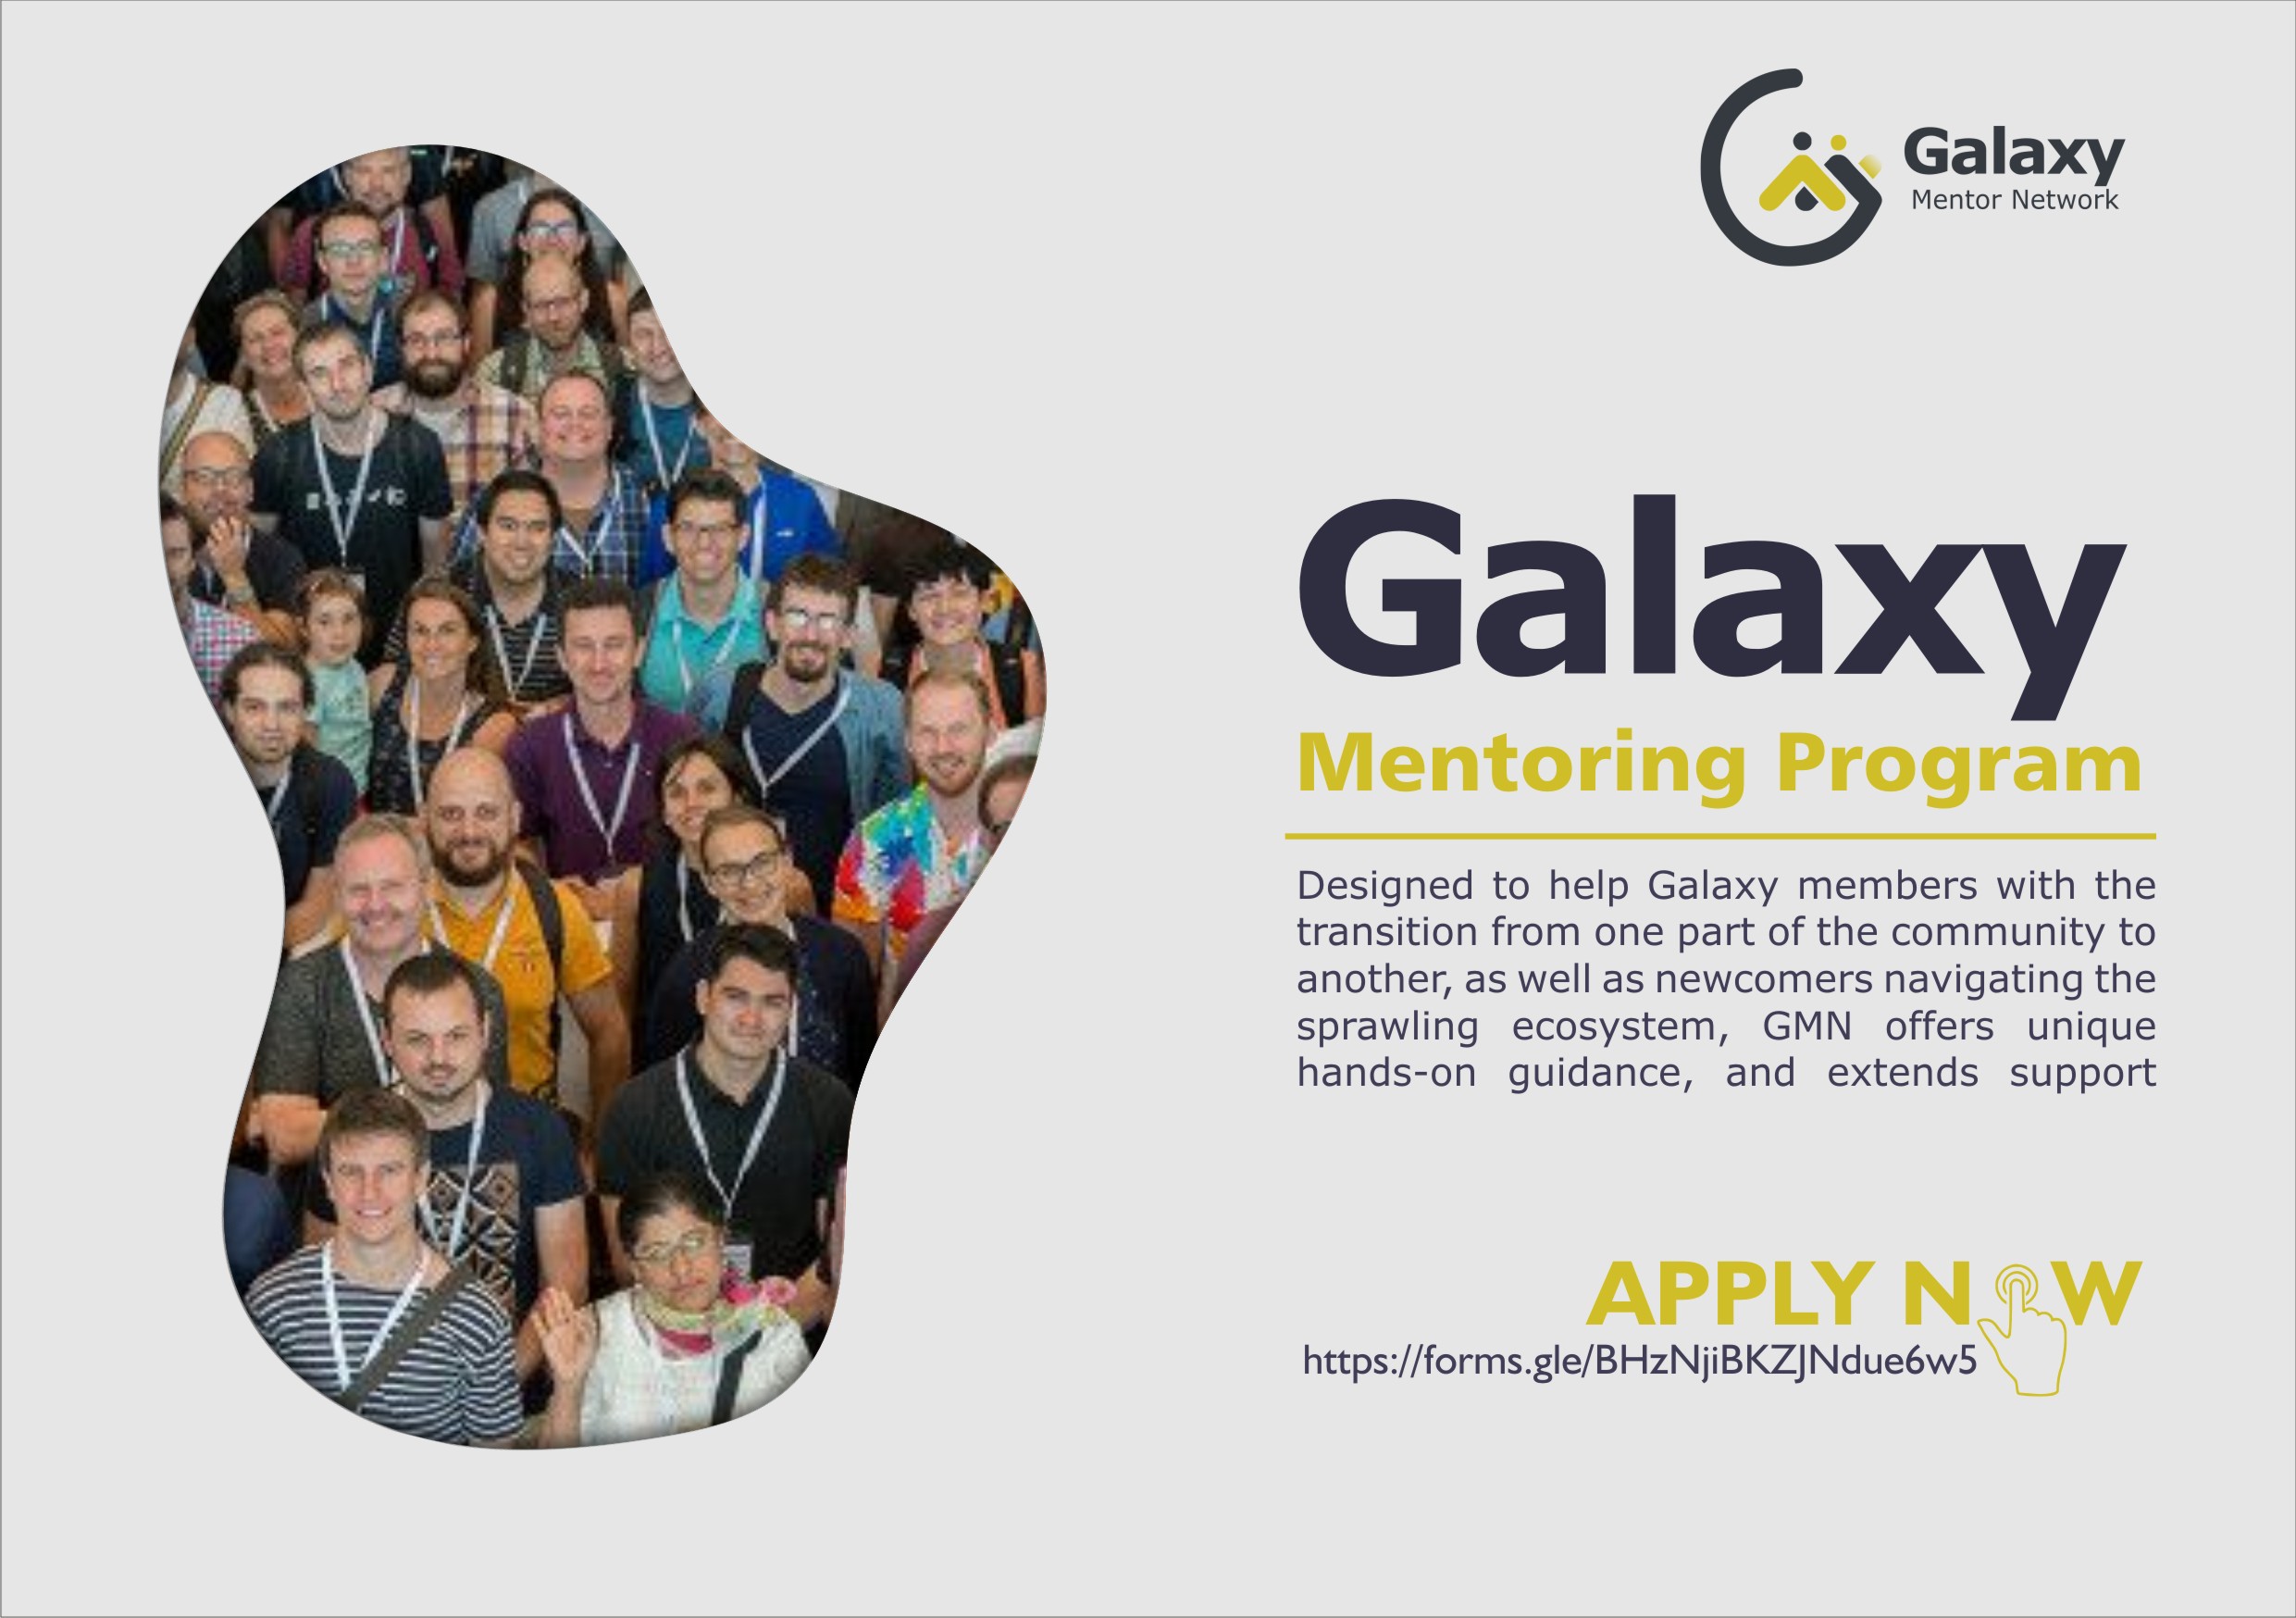 Galaxy
Mentor Network
Galaxy
Mentoring Program
Designed to help Galaxy members with the
transition from one part of the community to
another, as well as newcomers navigating the
sprawling ecosystem, GMN offers unique
hands-on guidance, and extends support
APPLY NOW
https://forms.gle/BHzNjiBKZJNdue6w5